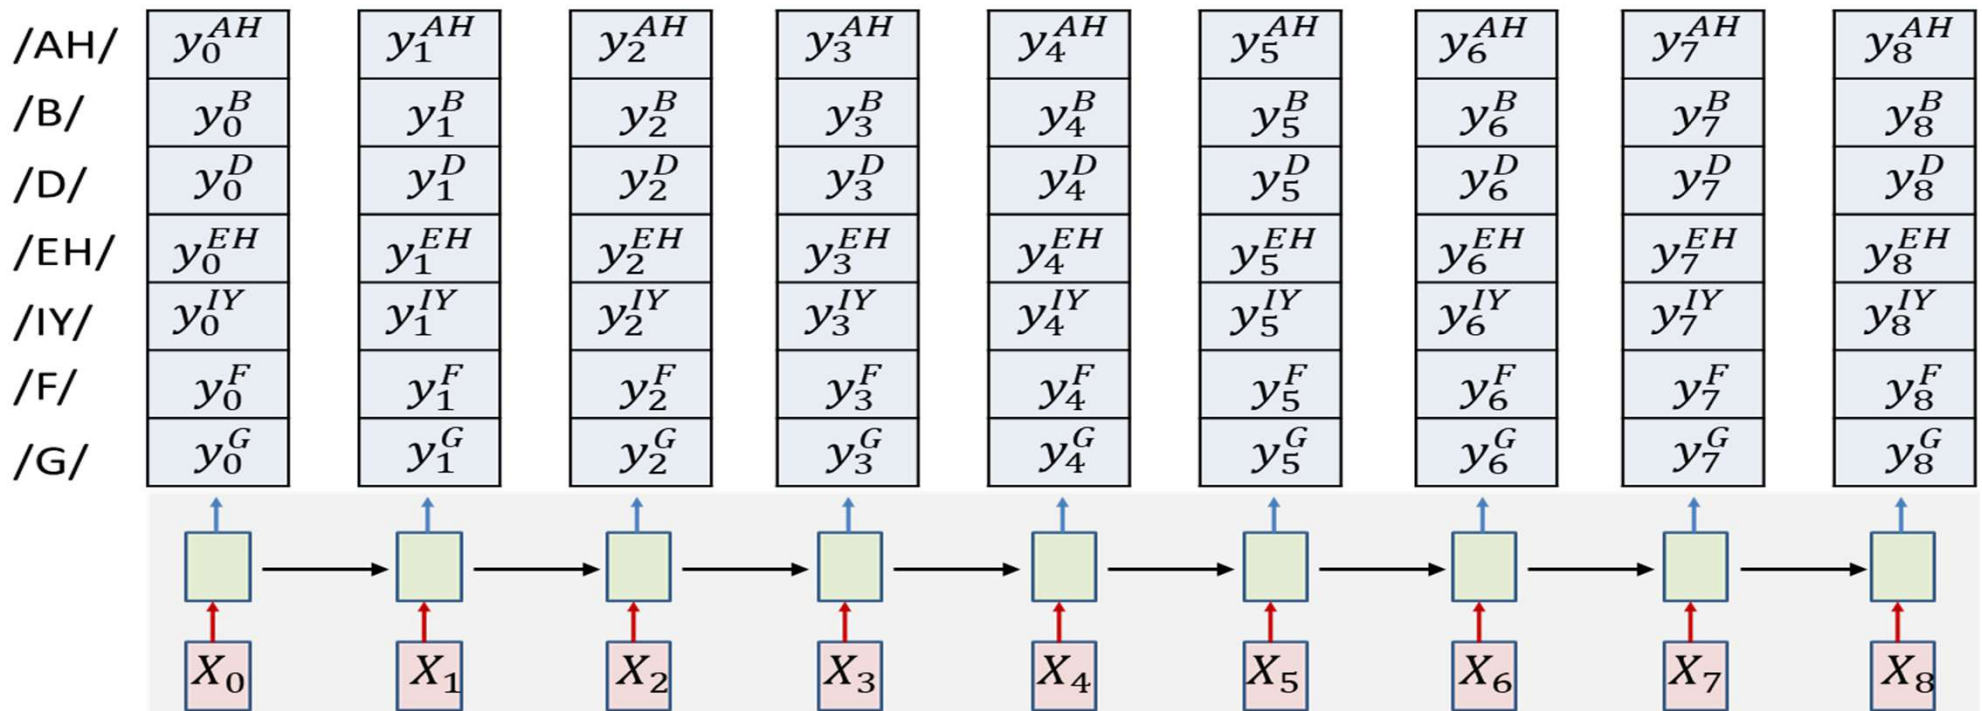 /AH/ y_0^{AH} y_1^{AH} y_2^{AH} y_3^{AH} y_4^{AH} y_5^{AH} y_6^{AH} y_7^{AH} y_8^{AH}
/B/ y_0^B y_1^B y_2^B y_3^B y_4^B y_5^B y_6^B y_7^B y_8^B
/D/ y_0^D y_1^D y_2^D y_3^D y_4^D y_5^D y_6^D y_7^D y_8^D
/EH/ y_0^{EH} y_1^{EH} y_2^{EH} y_3^{EH} y_4^{EH} y_5^{EH} y_6^{EH} y_7^{EH} y_8^{EH}
/IY/ y_0^{IY} y_1^{IY} y_2^{IY} y_3^{IY} y_4^{IY} y_5^{IY} y_6^{IY} y_7^{IY} y_8^{IY}
/F/ y_0^F y_1^F y_2^F y_3^F y_4^F y_5^F y_6^F y_7^F y_8^F
/G/ y_0^G y_1^G y_2^G y_3^G y_4^G y_5^G y_6^G y_7^G y_8^G
X_0 X_1 X_2 X_3 X_4 X_5 X_6 X_7 X_8